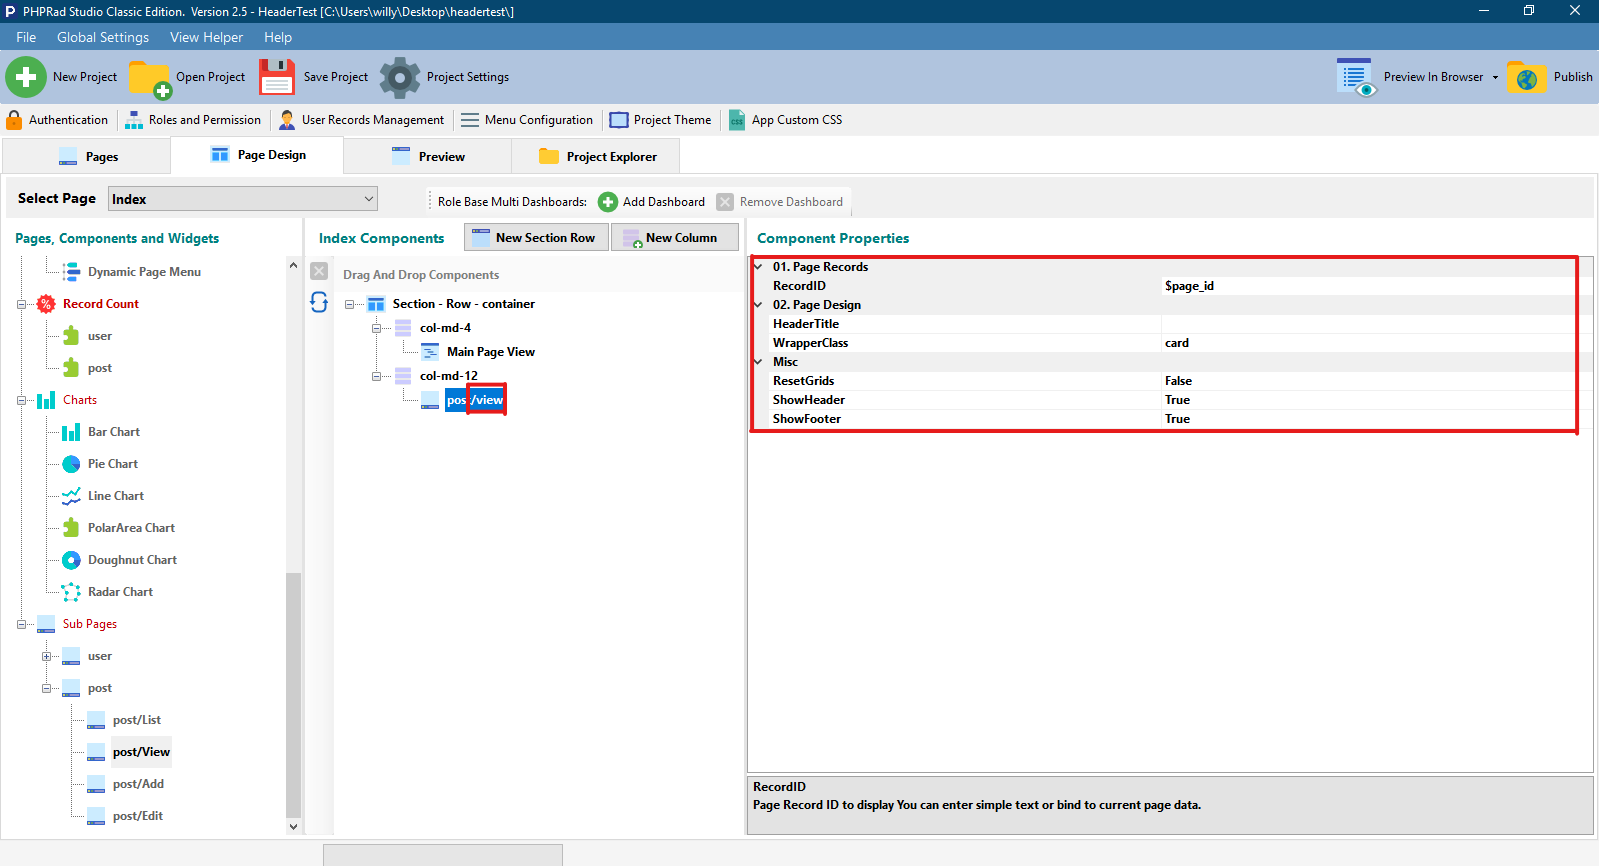 PHPRad Studio Classic Edition. Version 2.5 - HeaderTest [C:\Users\willy\Desktop\headertest\]
File Global Settings View Helper Help
New Project Open Project Save Project Project Settings Preview In Browser Publish
Authentication Roles and Permission User Records Management Menu Configuration Project Theme CSS App Custom CSS
Pages Page Design Preview Project Explorer
Select Page Index Role Base Multi Dashboards: Add Dashboard Remove Dashboard
Pages, Components and Widgets
Dynamic Page Menu
Record Count
user
post
Charts
Bar Chart
Pie Chart
Line Chart
PolarArea Chart
Doughnut Chart
Radar Chart
Sub Pages
user
post
post/List
post/View
post/Add
post/Edit
Index Components New Section Row New Column
Drag And Drop Components
Section - Row - container
col-md-4
Main Page View
col-md-12
post/view
Component Properties
01. Page Records
RecordID $page_id
02. Page Design
HeaderTitle
WrapperClass card
Misc
ResetGrids False
ShowHeader True
ShowFooter True
RecordID
Page Record ID to display You can enter simple text or bind to current page data.